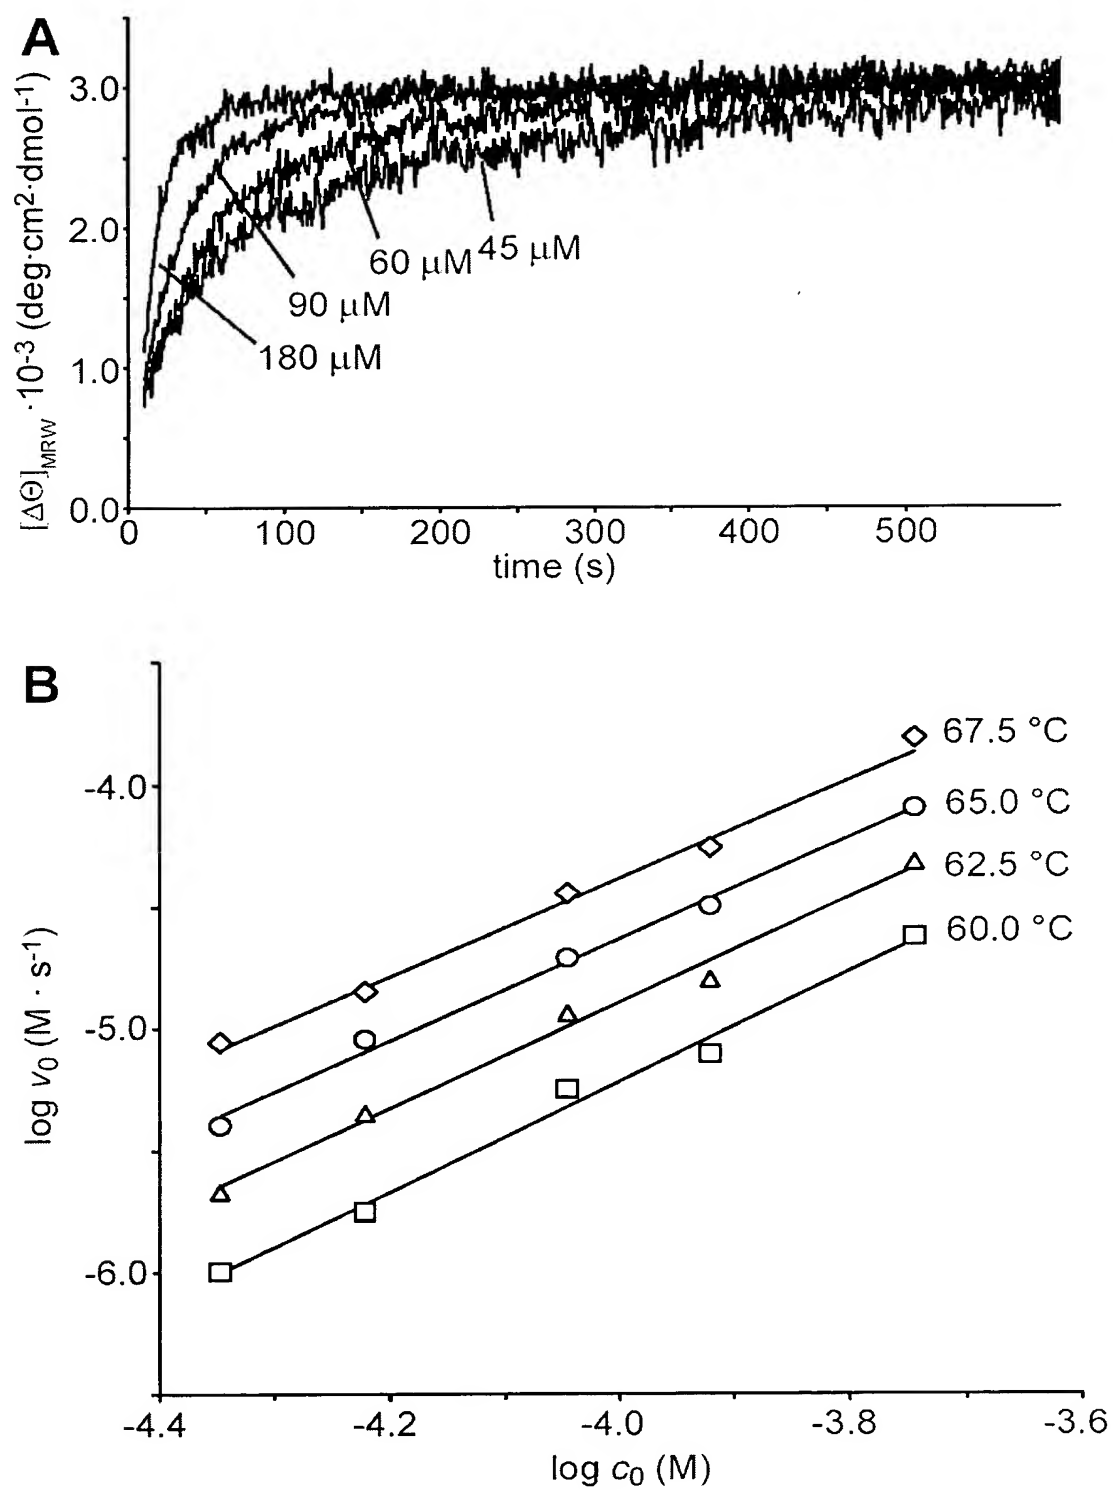 A
[ΔΘ]MRW · 10-3 (deg·cm2·dmol-1)
3.0
2.0
1.0
0.0
60 μM
45 μM
90 μM
180 μM
0 100 200 300 400 500
time (s)
B
log v0 (M · s-1)
-4.0
-5.0
-6.0
67.5 °C
65.0 °C
62.5 °C
60.0 °C
-4.4 -4.2 -4.0 -3.8 -3.6
log c0 (M)